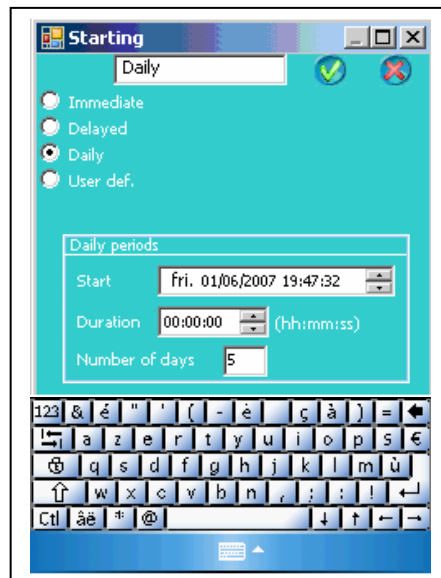 Starting
Daily
Immediate
Delayed
Daily
User def.
Daily periods
Start fri. 01/06/2007 19:47:32
Duration 00:00:00 (hh:mm:ss)
Number of days 5
123 & é " ' ( - è _ ç à ) =
a z e r t y u i o p $ €
q s d f g h j k l m ù
w x c v b n , ; : !
Ctl âë * @ ↓ ↑ ← →